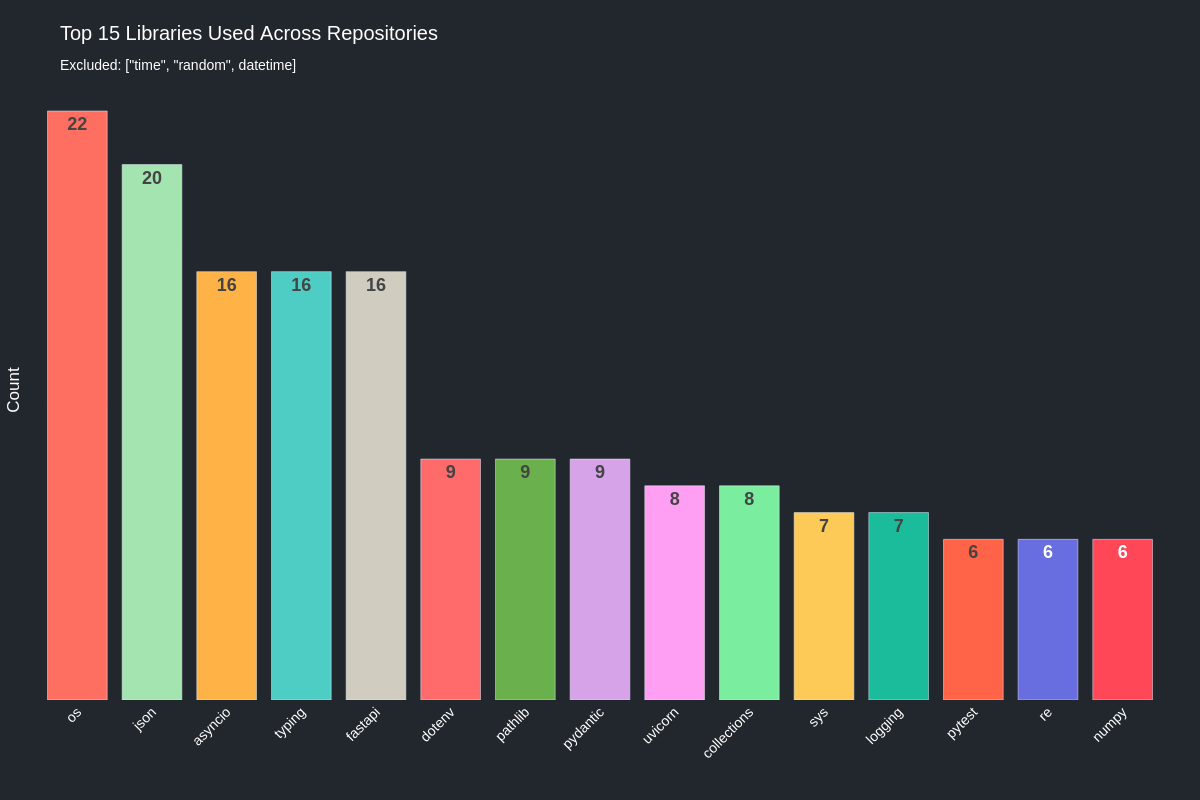 Top 15 Libraries Used Across Repositories
Excluded: ["time", "random", datetime]
Count
22
20
16
16
16
9
9
9
8
8
7
7
6
6
6
os
json
asyncio
typing
fastapi
dotenv
pathlib
pydantic
uvicorn
collections
sys
logging
pytest
re
numpy